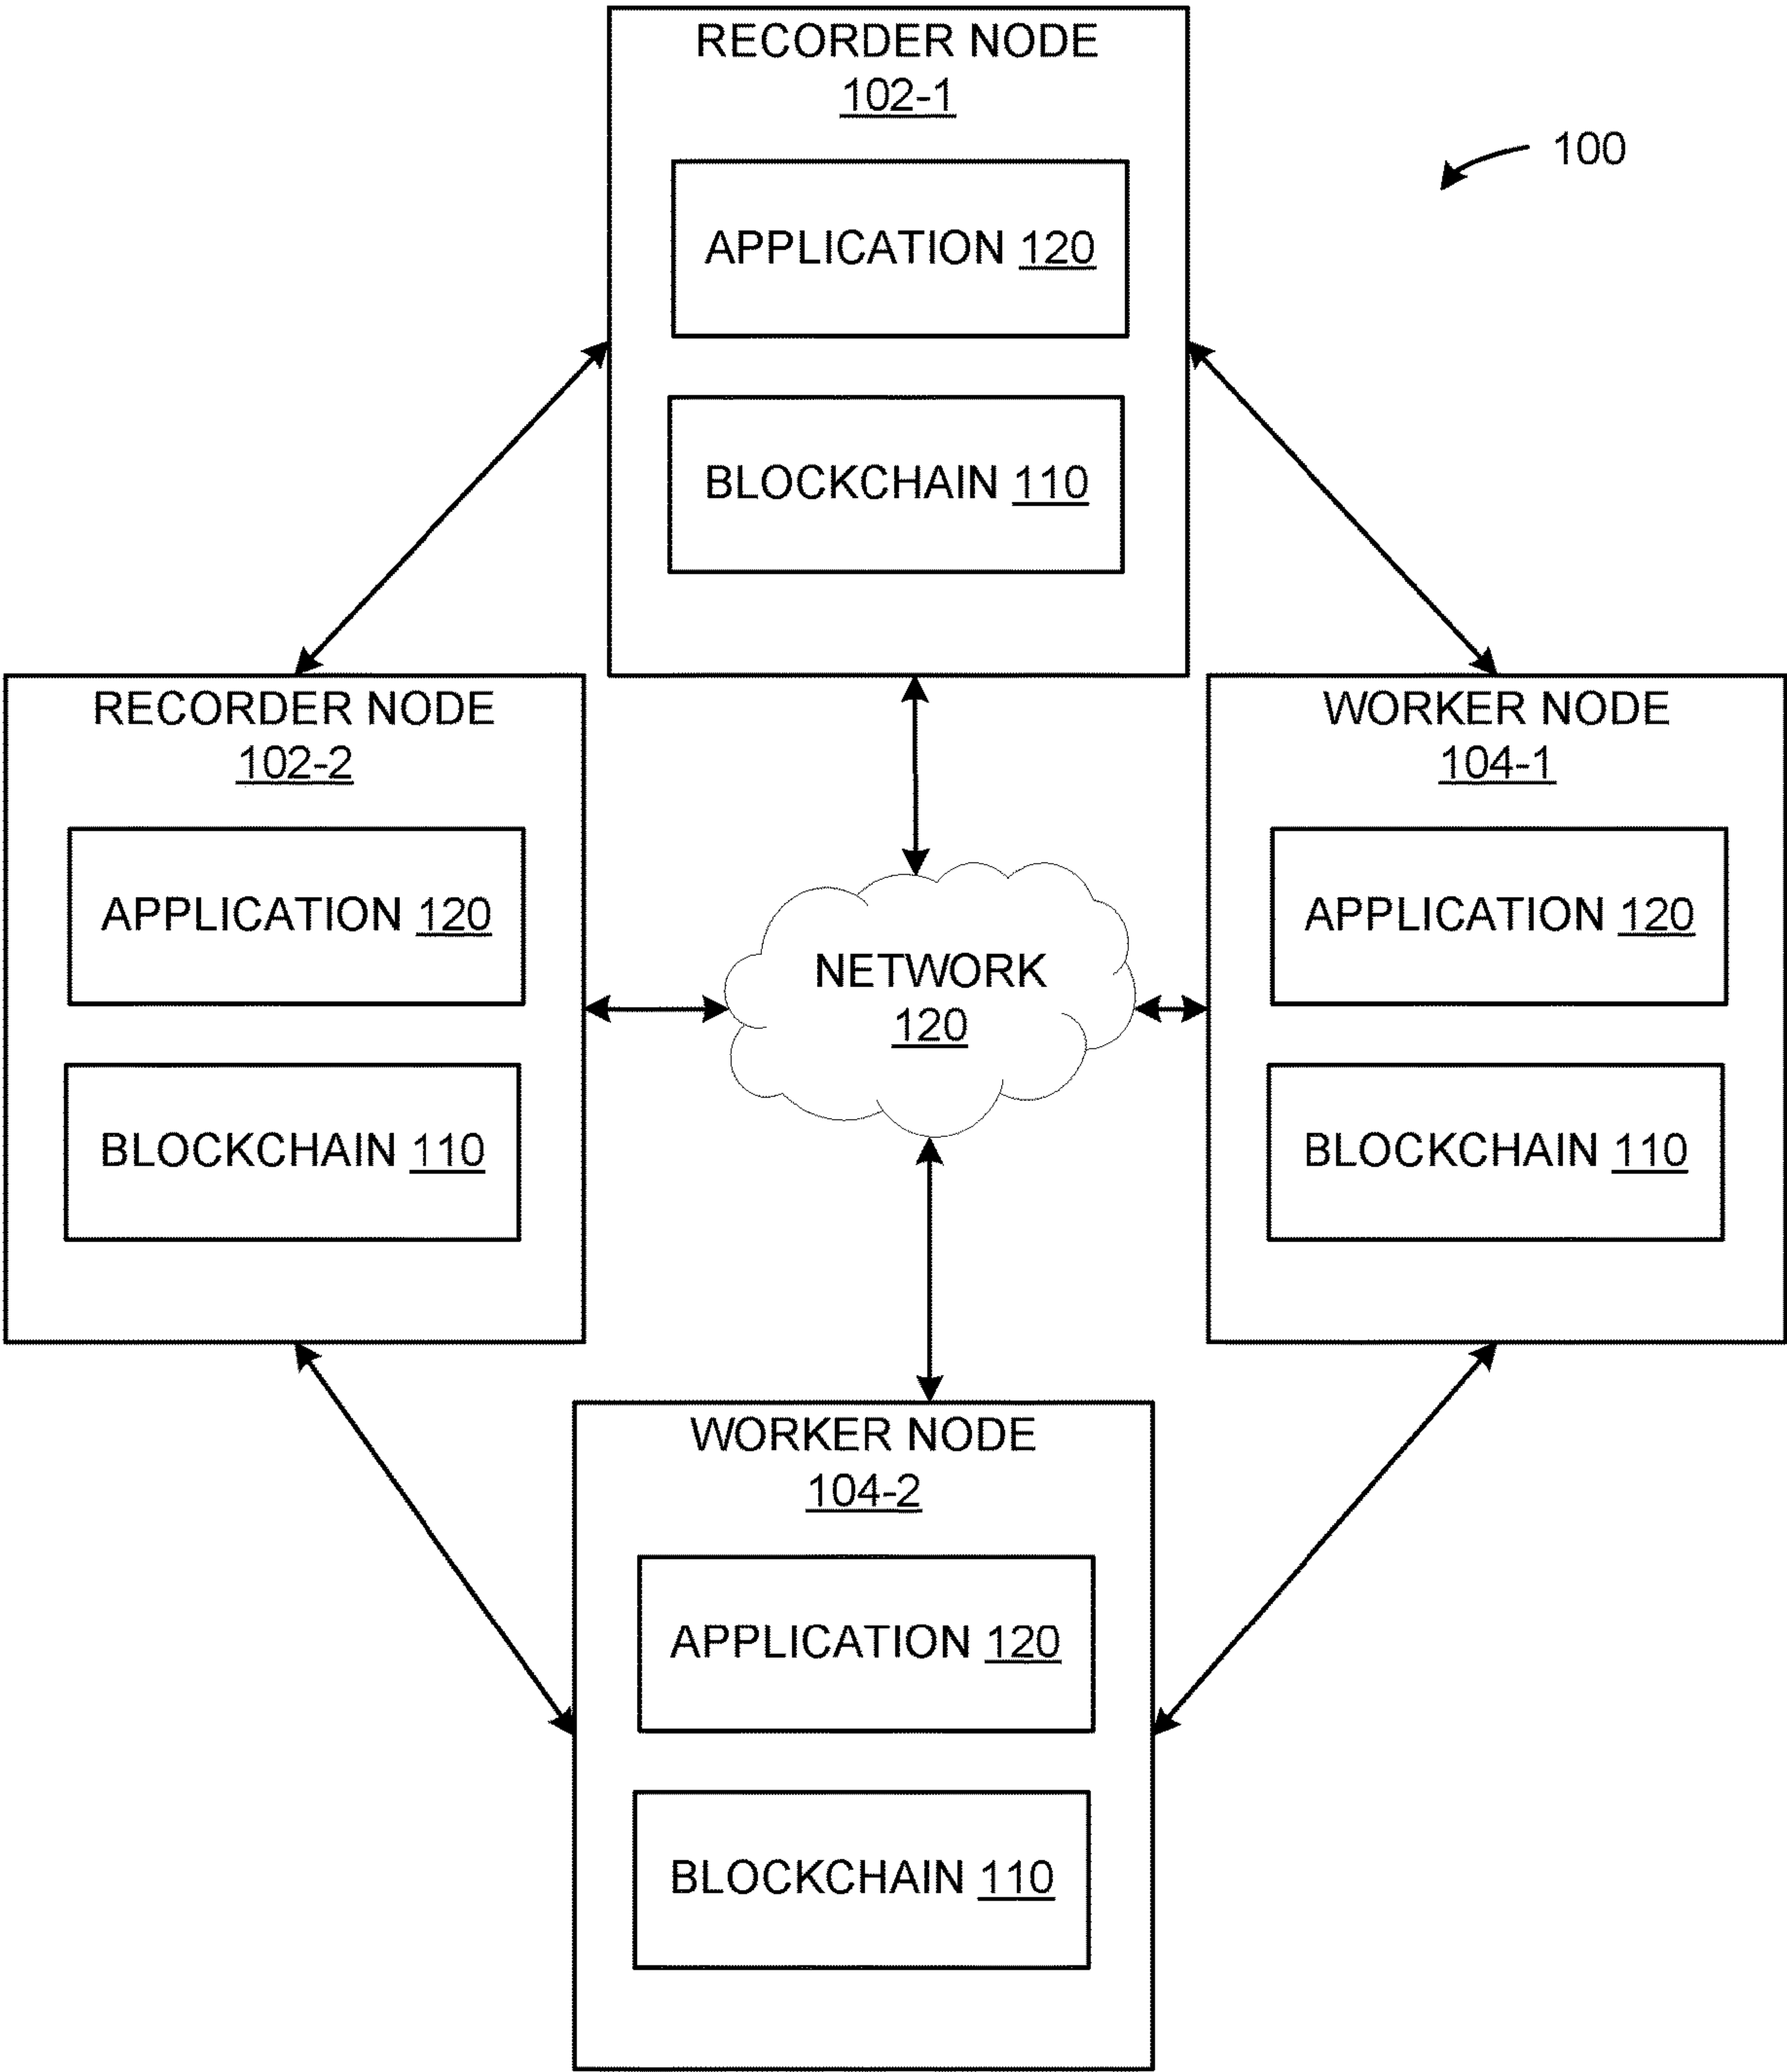 RECORDER NODE
102-1
100
APPLICATION 120
BLOCKCHAIN 110
RECORDER NODE
102-2
APPLICATION 120
BLOCKCHAIN 110
NETWORK
120
WORKER NODE
104-1
APPLICATION 120
BLOCKCHAIN 110
WORKER NODE
104-2
APPLICATION 120
BLOCKCHAIN 110